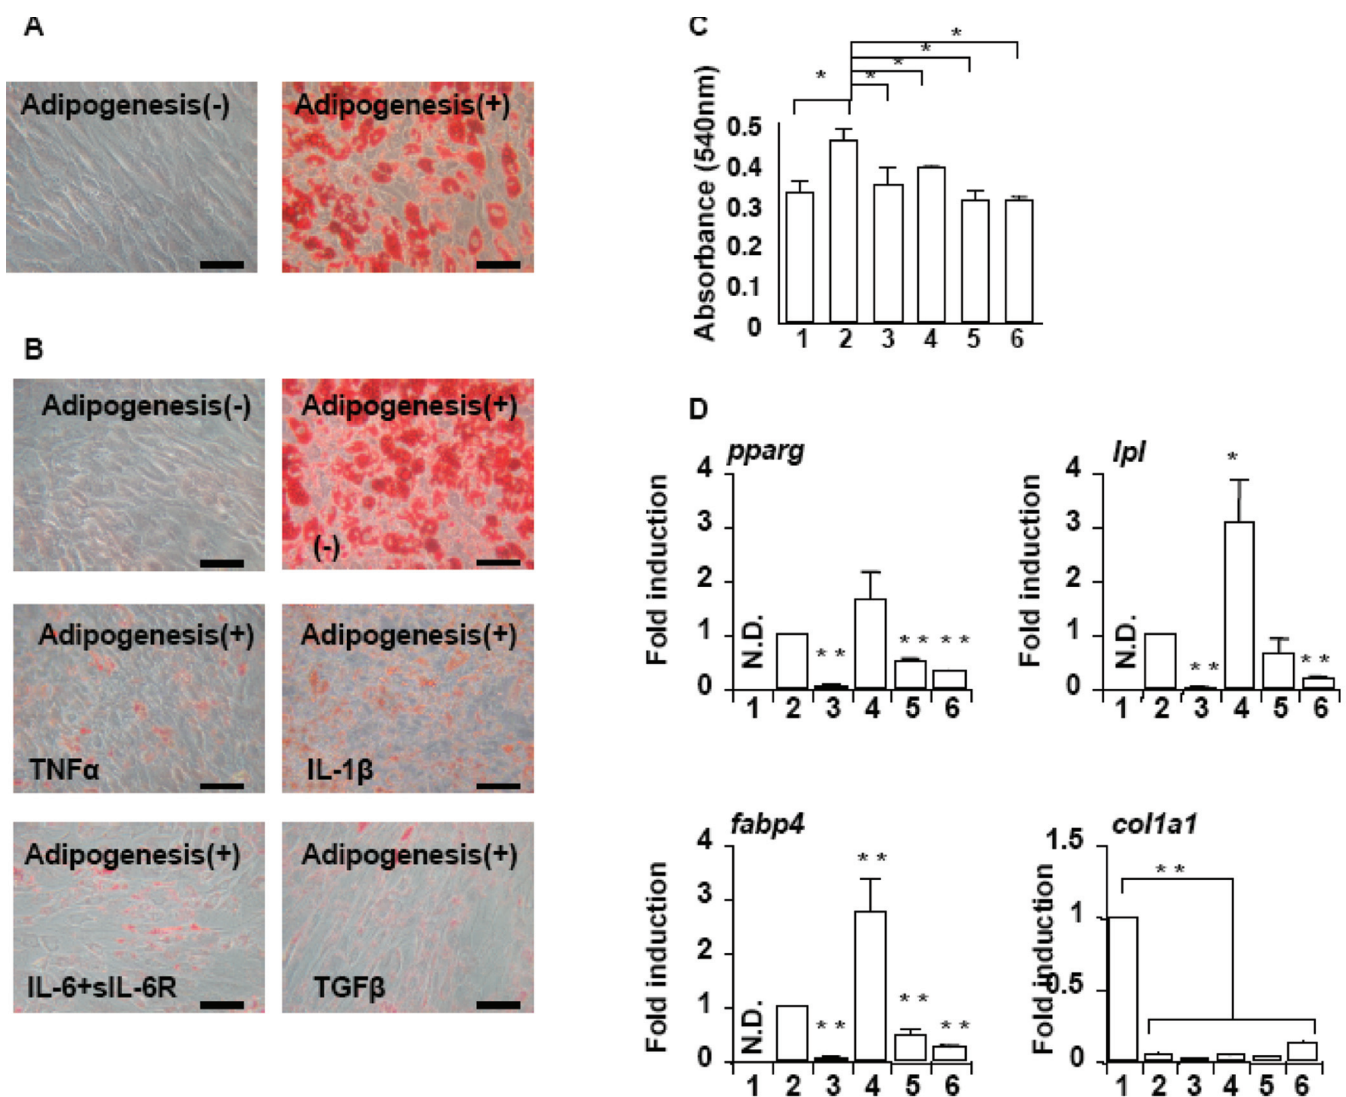 A
Adipogenesis(-)
Adipogenesis(+)
B
Adipogenesis(-)
Adipogenesis(+)
(-)
Adipogenesis(+)
Adipogenesis(+)
TNFα
IL-1β
Adipogenesis(+)
Adipogenesis(+)
IL-6+sIL-6R
TGFβ
C
*
*
*
*
*
Absorbance (540nm)
0.5
0.4
0.3
0.2
0.1
0
1 2 3 4 5 6
D
pparg
Fold induction
4
3
2
1
0
N.D.
* *
* *
* *
1 2 3 4 5 6
lpl
Fold induction
4
3
2
1
0
N.D.
* *
*
* *
1 2 3 4 5 6
fabp4
Fold induction
4
3
2
1
0
N.D.
* *
* *
* *
* *
1 2 3 4 5 6
col1a1
Fold induction
1.5
1
0.5
0
* *
1 2 3 4 5 6